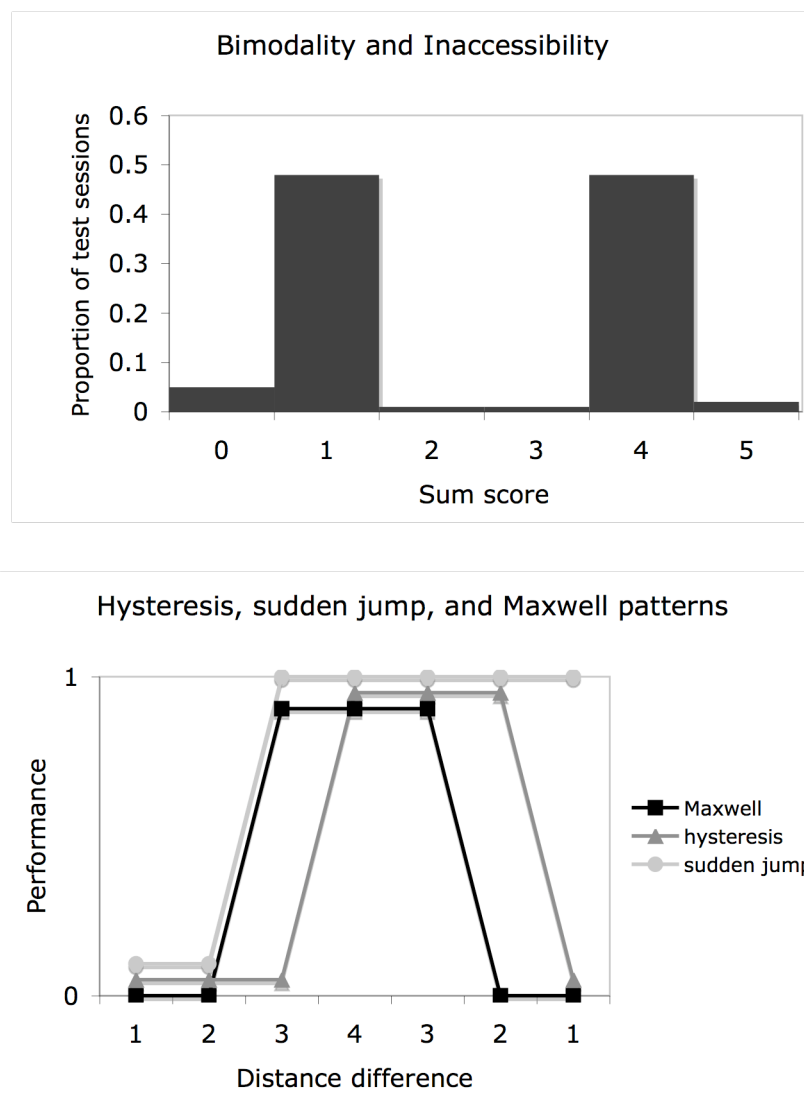 Bimodality and Inaccessibility
Proportion of test sessions
0.6
0.5
0.4
0.3
0.2
0.1
0
0 1 2 3 4 5
Sum score
Hysteresis, sudden jump, and Maxwell patterns
Performance
1
0
1 2 3 4 3 2 1
Distance difference
Maxwell
hysteresis
sudden jump